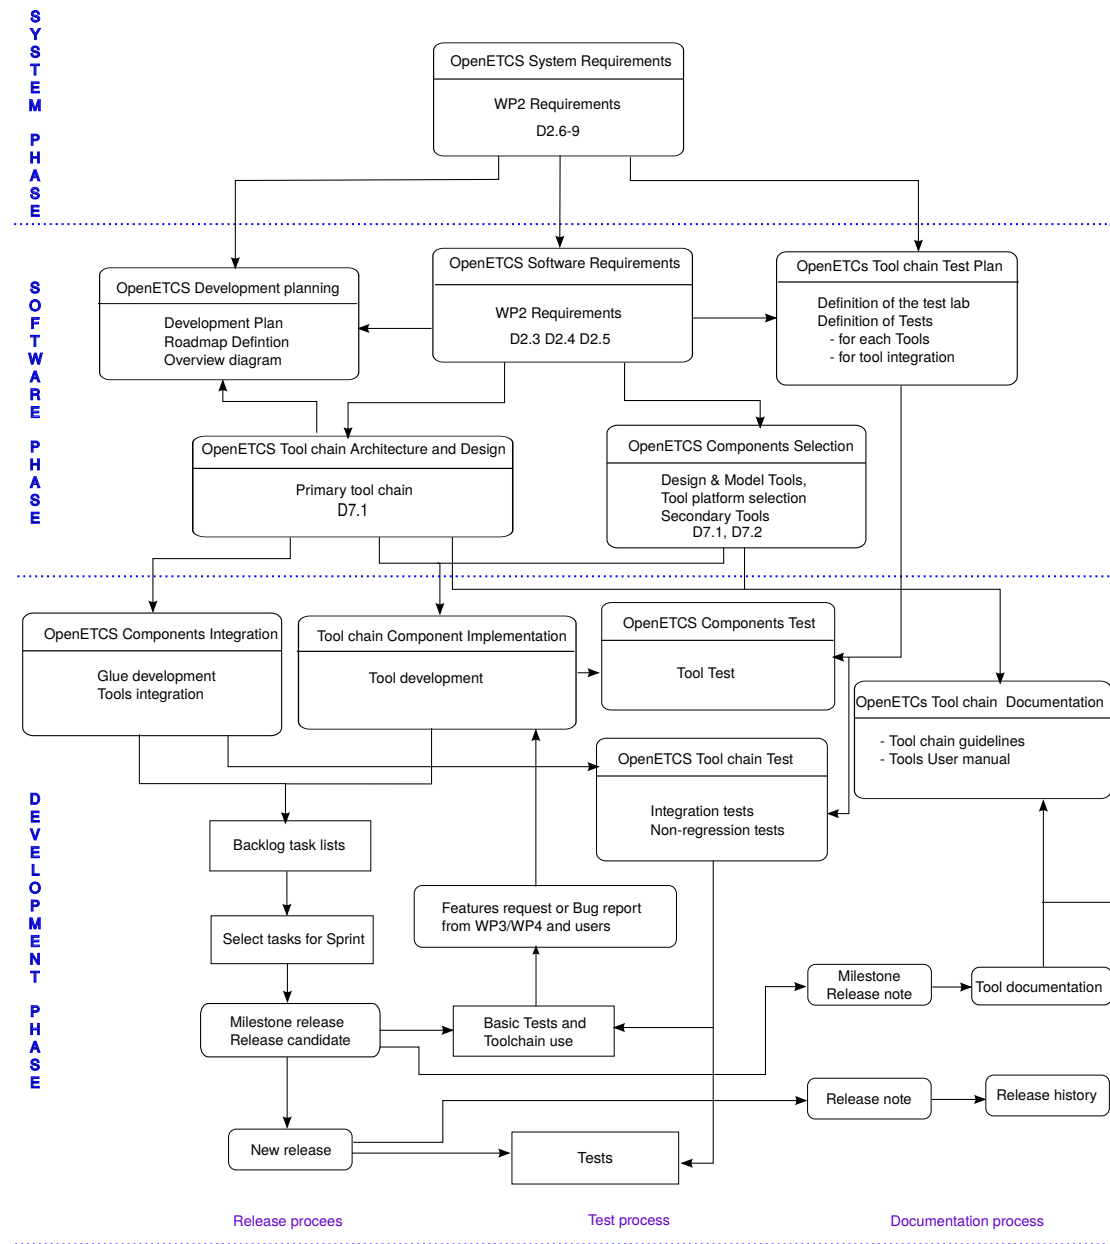 SYSTEM PHASE
OpenETCS System Requirements
WP2 Requirements
D2.6-9
SOFTWARE PHASE
OpenETCS Development planning
Development Plan
Roadmap Defintion
Overview diagram
OpenETCS Software Requirements
WP2 Requirements
D2.3 D2.4 D2.5
OpenETCs Tool chain Test Plan
Definition of the test lab
Definition of Tests
- for each Tools
- for tool integration
OpenETCS Tool chain Architecture and Design
Primary tool chain
D7.1
OpenETCS Components Selection
Design & Model Tools,
Tool platform selection
Secondary Tools
D7.1, D7.2
DEVELOPMENT PHASE
OpenETCS Components Integration
Glue development
Tools integration
Tool chain Component Implementation
Tool development
OpenETCS Components Test
Tool Test
OpenETCs Tool chain Documentation
- Tool chain guidelines
- Tools User manual
OpenETCS Tool chain Test
Integration tests
Non-regression tests
Backlog task lists
Features request or Bug report
from WP3/WP4 and users
Select tasks for Sprint
Milestone release
Release candidate
Basic Tests and
Toolchain use
Milestone
Release note
Tool documentation
Release note
Release history
New release
Tests
Release procees
Test process
Documentation process